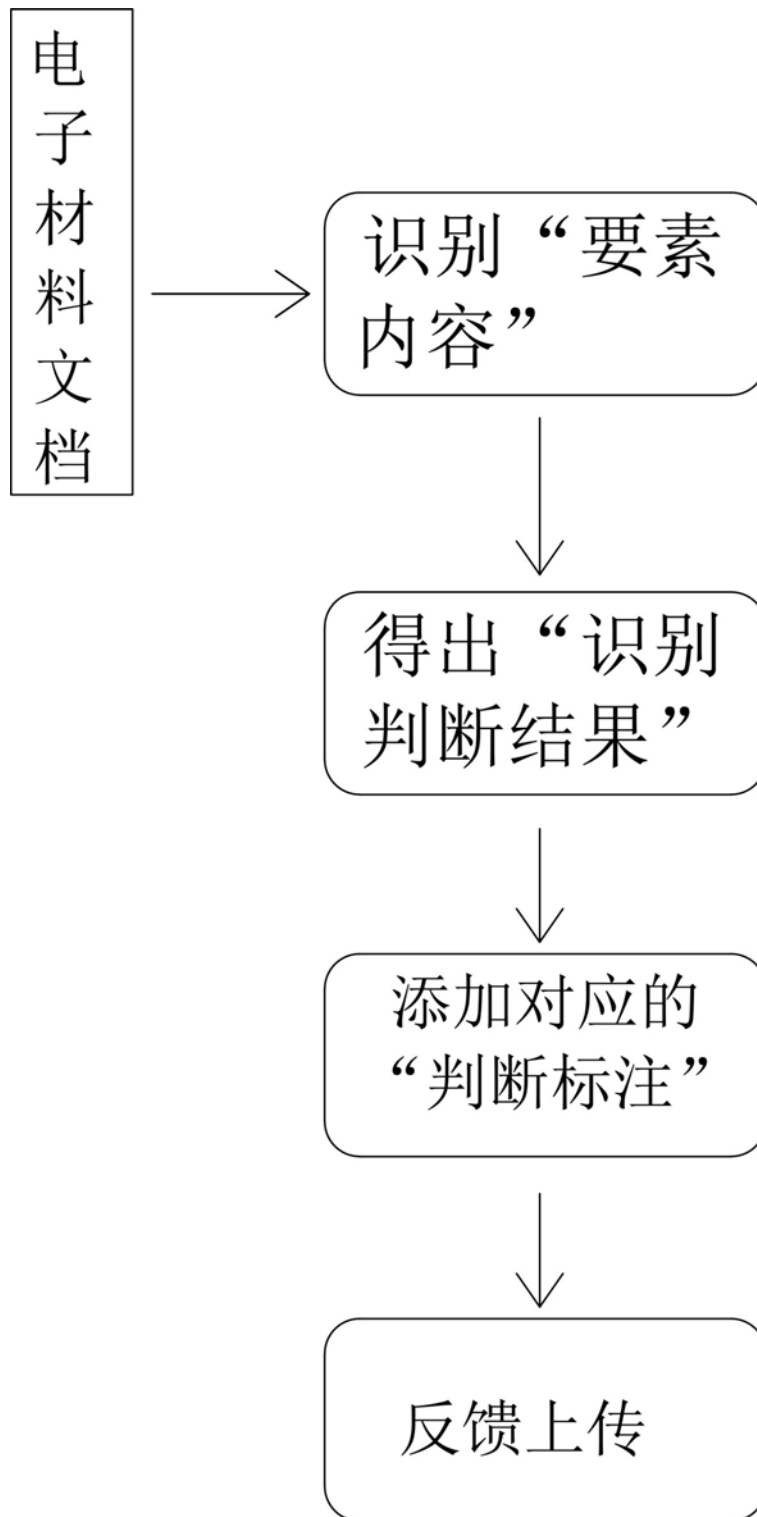 电子材料文档
识别“要素
内容”
得出“识别
判断结果”
添加对应的
“判断标注”
反馈上传